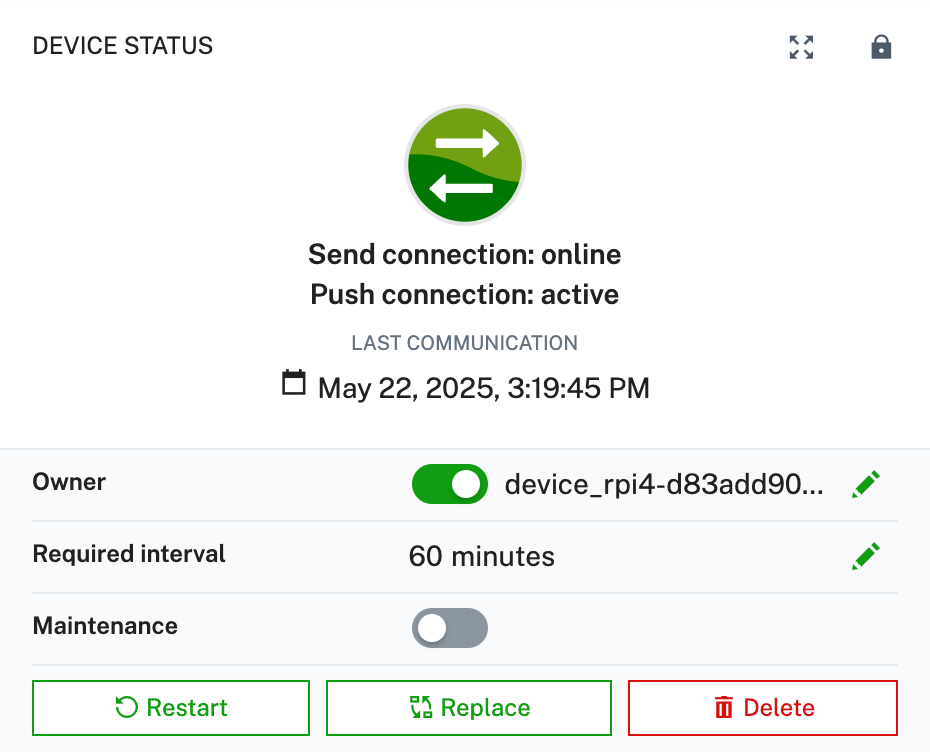 DEVICE STATUS
Send connection: online
Push connection: active
LAST COMMUNICATION
May 22, 2025, 3:19:45 PM
Owner device_rpi4-d83add90...
Required interval 60 minutes
Maintenance
Restart Replace Delete